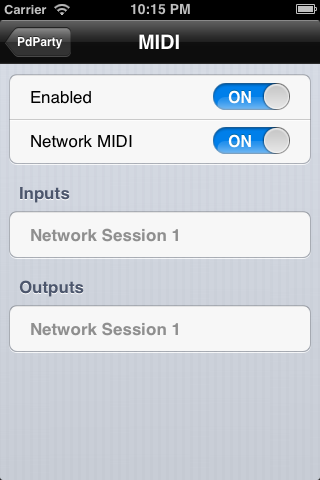 Carrier 10:15 PM
PdParty MIDI
Enabled ON
Network MIDI ON
Inputs
Network Session 1
Outputs
Network Session 1